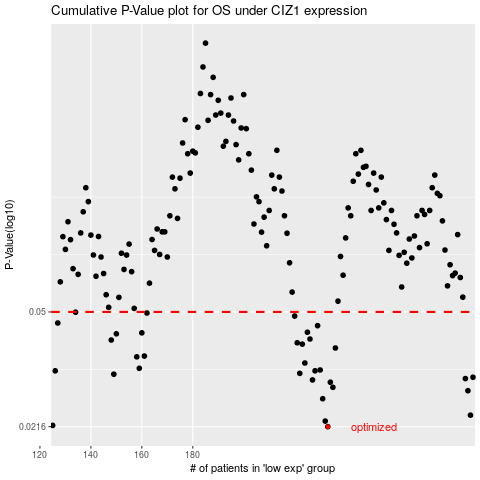 Cumulative P-Value plot for OS under CIZ1 expression
P-Value(log10)
0.05
0.0216
optimized
120 140 160 180
# of patients in 'low exp' group